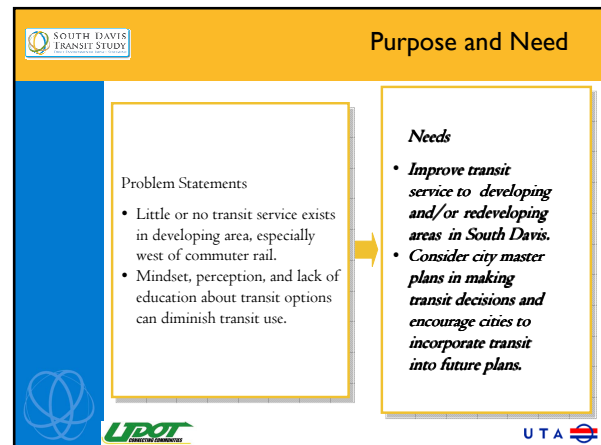 SOUTH DAVIS
TRANSIT STUDY
Purpose and Need
Problem Statements
• Little or no transit service exists
in developing area, especially
west of commuter rail.
• Mindset, perception, and lack of
education about transit options
can diminish transit use.
Needs
• Improve transit
service to developing
and/or redeveloping
areas in South Davis.
• Consider city master
plans in making
transit decisions and
encourage cities to
incorporate transit
into future plans.
UDOT
CONNECTING COMMUNITIES
UTA